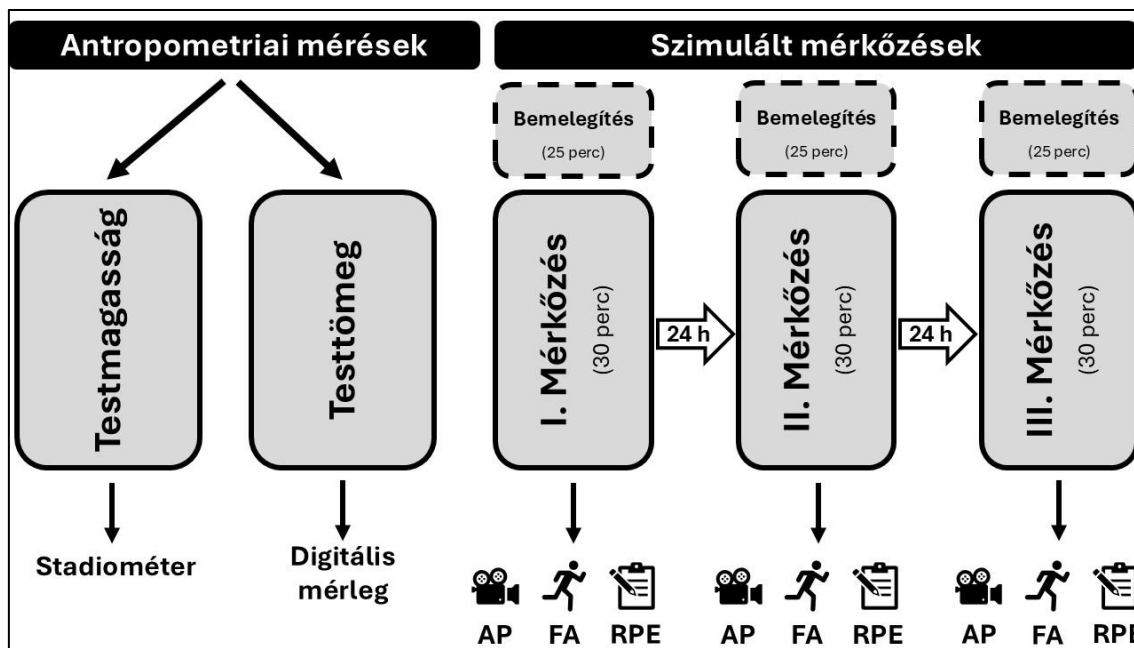 Antropometriai mérések
Szimulált mérkőzések
Testmagasság
Testtömeg
Stadiométer
Digitális
mérleg
Bemelegítés
(25 perc)
I. Mérkőzés
(30 perc)
24 h
Bemelegítés
(25 perc)
II. Mérkőzés
(30 perc)
24 h
Bemelegítés
(25 perc)
III. Mérkőzés
(30 perc)
AP FA RPE
AP FA RPE
AP FA RPE